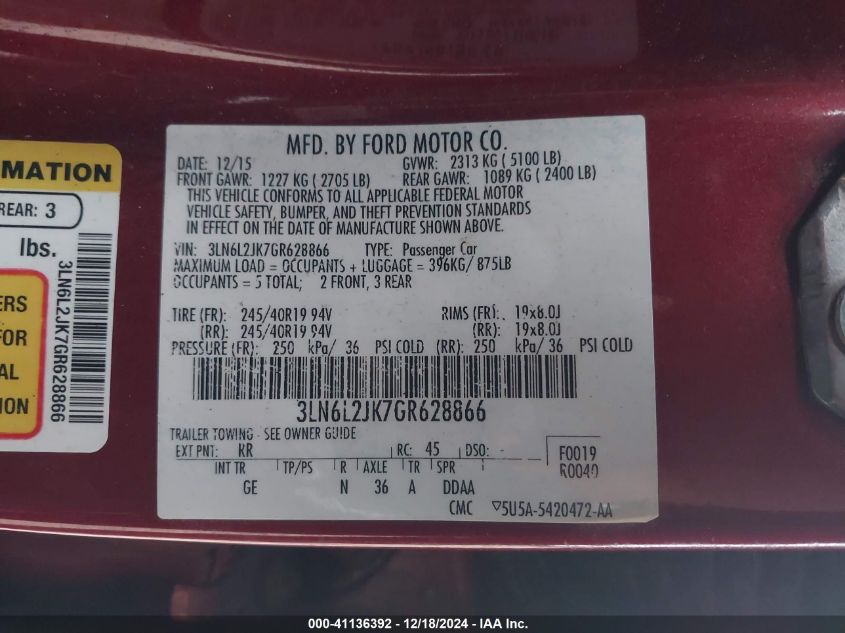 MFD. BY FORD MOTOR CO.
DATE: 12/15 GVWR: 2313 KG ( 5100 LB)
FRONT GAWR: 1227 KG ( 2705 LB) REAR GAWR: 1089 KG ( 2400 LB)
THIS VEHICLE CONFORMS TO ALL APPLICABLE FEDERAL MOTOR
VEHICLE SAFETY, BUMPER, AND THEFT PREVENTION STANDARDS
IN EFFECT ON THE DATE OF MANUFACTURE SHOWN ABOVE.
VIN: 3LN6L2JK7GR628866 TYPE: Passenger Car
MAXIMUM LOAD = OCCUPANTS + LUGGAGE = 396KG/ 875LB
OCCUPANTS = 5 TOTAL; 2 FRONT, 3 REAR
TIRE (FR): 245/40R19 94V RIMS (FR): 19x8.0J
(RR): 245/40R19 94V (RR): 19x8.0J
PRESSURE (FR): 250 kPa/ 36 PSI COLD (RR): 250 kPa/ 36 PSI COLD
3LN6L2JK7GR628866
TRAILER TOWING - SEE OWNER GUIDE
EXT PNT: RR RC: 45 DSO: -
INT TR TP/PS R AXLE TR SPR
GE N 36 A DDAA
F0019
R0040
CMC ▽5U5A-5420472-AA
MATION
REAR: 3
lbs.
ERS
FOR
AL
ION
3LN6L2JK7GR628866
000-41136392 - 12/18/2024 - IAA Inc.